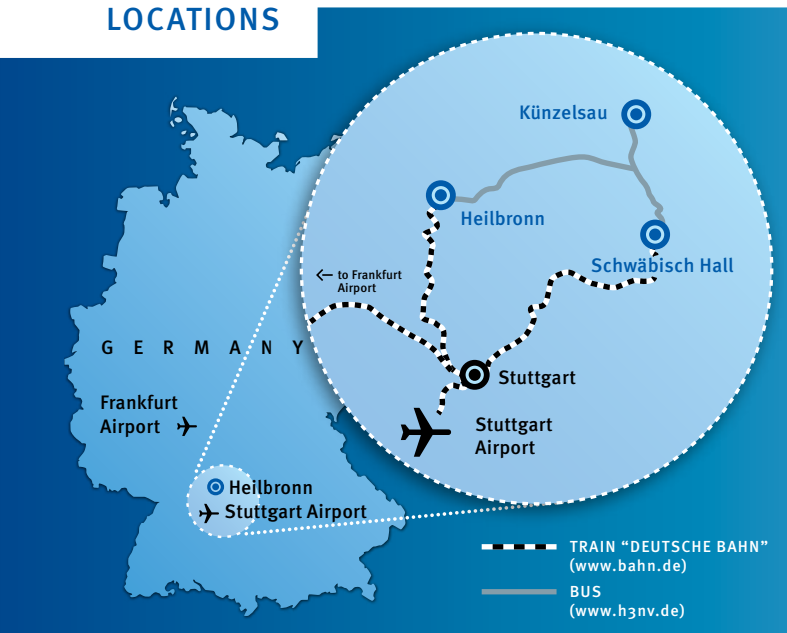 LOCATIONS
Künzelsau
Heilbronn
Schwäbisch Hall
← to Frankfurt
Airport
GERMANY
Stuttgart
Frankfurt
Airport
Stuttgart
Airport
Heilbronn
Stuttgart Airport
TRAIN “DEUTSCHE BAHN”
(www.bahn.de)
BUS
(www.h3nv.de)